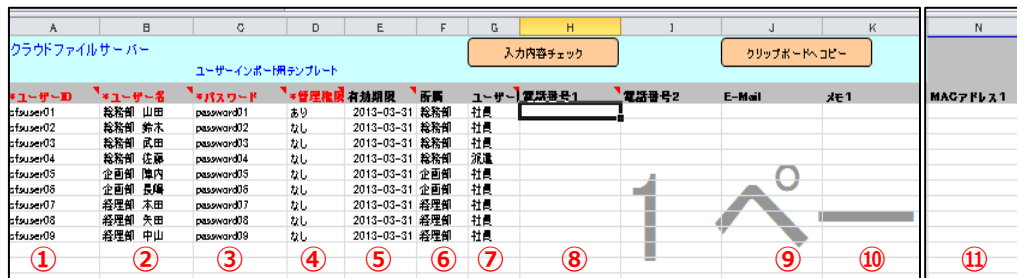 A B C D E F G H I J K N
クラウドファイルサーバー 入力内容チェック クリップボードへコピー
ユーザーインポート用テンプレート
*ユーザーID *ユーザー名 *パスワード *管理権限 有効期限 所属 ユーザー 電話番号1 電話番号2 E-Mail メモ1 MACアドレス1
cfsuser01 総務部 山田 password01 あり 2013-03-31 総務部 社員
cfsuser02 総務部 鈴木 password02 なし 2013-03-31 総務部 社員
cfsuser03 総務部 武田 password03 なし 2013-03-31 総務部 社員
cfsuser04 総務部 佐藤 password04 なし 2013-03-31 総務部 派遣
cfsuser05 企画部 陣内 password05 なし 2013-03-31 企画部 社員
cfsuser06 企画部 長嶋 password06 なし 2013-03-31 企画部 社員
cfsuser07 経理部 本田 password07 なし 2013-03-31 経理部 社員
cfsuser08 経理部 矢田 password08 なし 2013-03-31 経理部 社員
cfsuser09 経理部 中山 password09 なし 2013-03-31 経理部 社員
1ペー
① ② ③ ④ ⑤ ⑥ ⑦ ⑧ ⑨ ⑩ ⑪